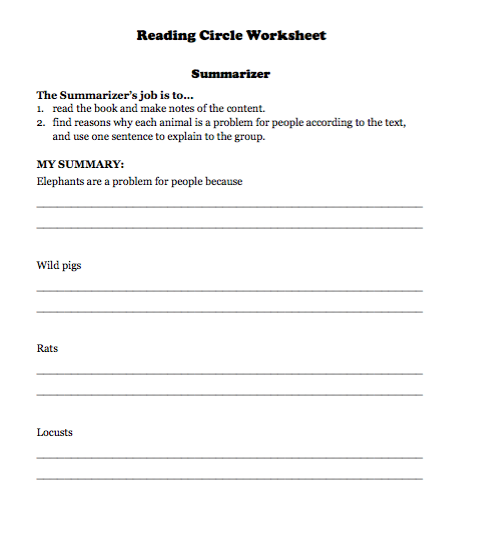 Reading Circle Worksheet
Summarizer
The Summarizer's job is to...
1. read the book and make notes of the content.
2. find reasons why each animal is a problem for people according to the text,
and use one sentence to explain to the group.
MY SUMMARY:
Elephants are a problem for people because
Wild pigs
Rats
Locusts